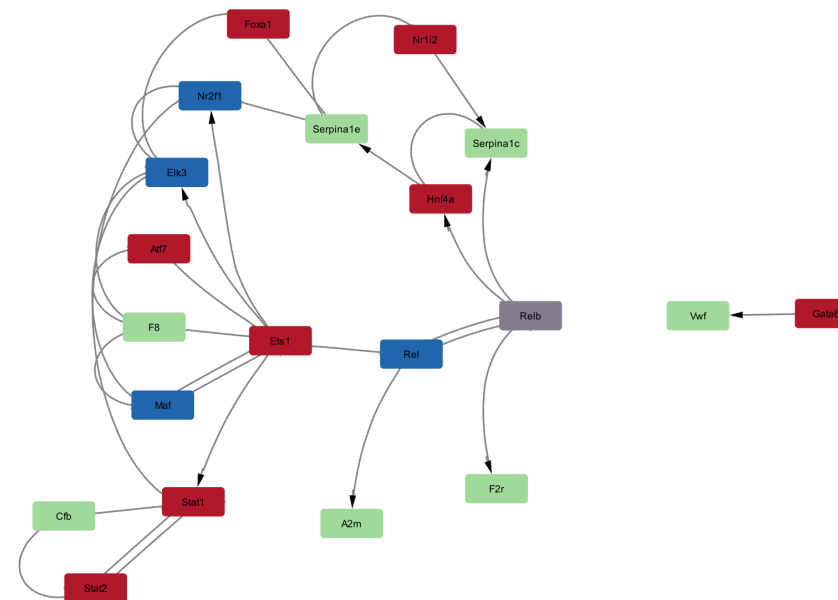 Foxa1
Nr1i2
Nr2f1
Serpina1e
Serpina1c
Elk3
Hnf4a
Atf7
Relb
Vwf
Gata6
F8
Ets1
Rel
Maf
F2r
Stat1
Cfb
A2m
Stat2